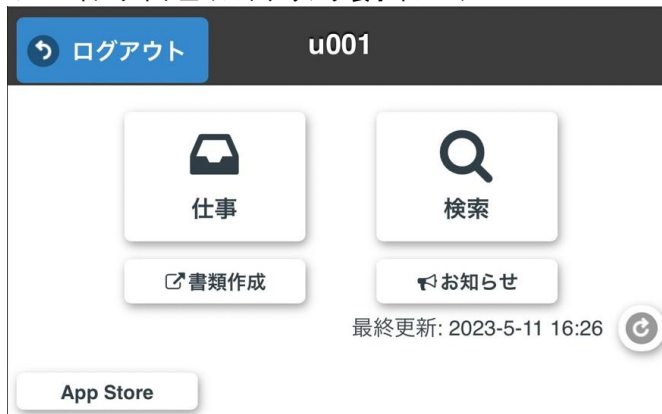 ログアウト
u001
仕事
検索
書類作成
お知らせ
最終更新: 2023-5-11 16:26
App Store